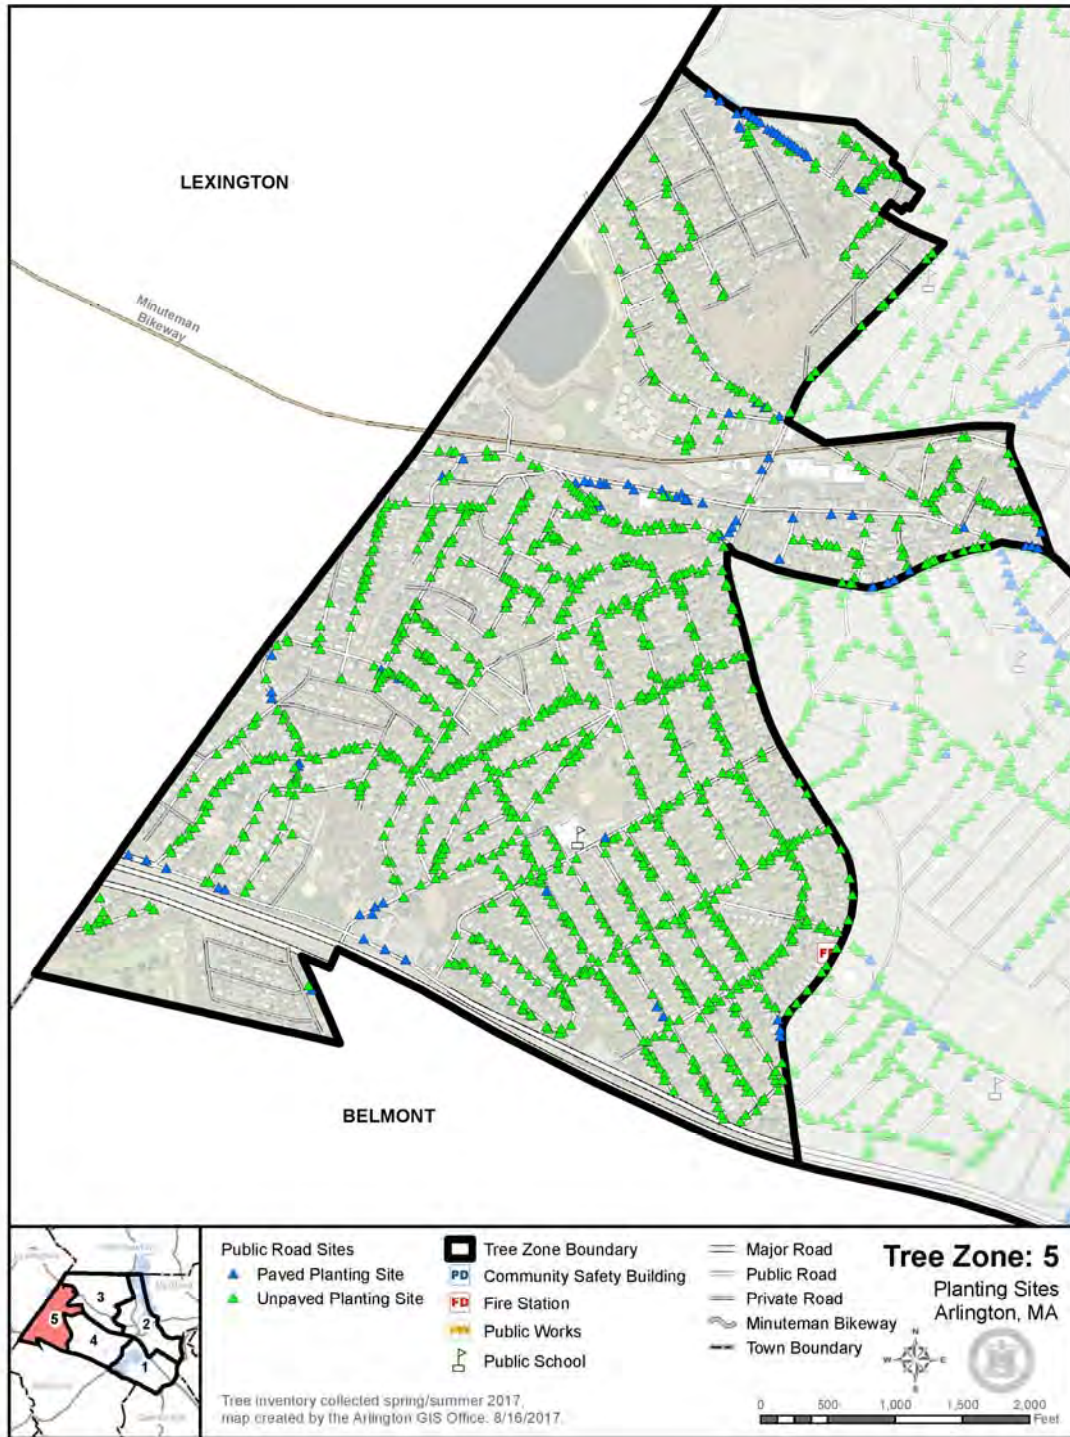 LEXINGTON
Minuteman
Bikeway
FD
BELMONT
3
5
2
4
1
Public Road Sites
Paved Planting Site
Unpaved Planting Site
Tree Zone Boundary
PD Community Safety Building
FD Fire Station
Public Works
Public School
Major Road
Public Road
Private Road
Minuteman Bikeway
Town Boundary
Tree Zone: 5
Planting Sites
Arlington, MA
N
W E
S
0 500 1,000 1,500 2,000
Feet
Tree inventory collected spring/summer 2017,
map created by the Arlington GIS Office: 8/16/2017.